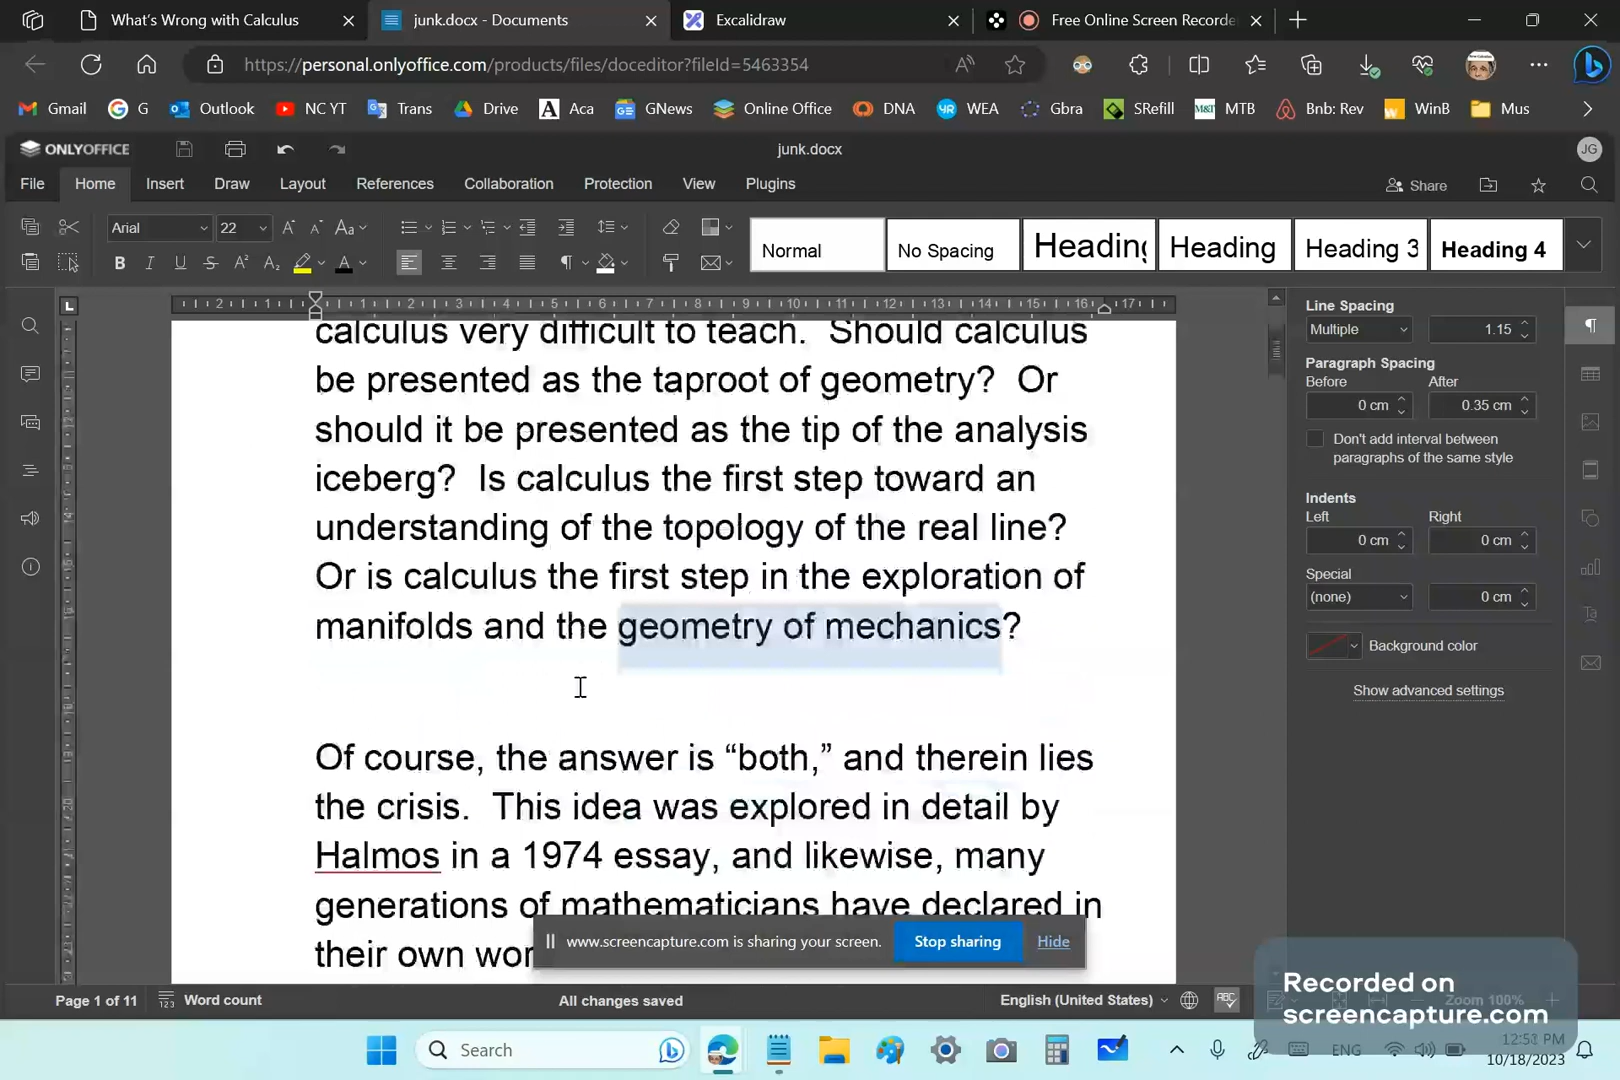 What's Wrong with Calculus
junk.docx - Documents
Excalidraw
Free Online Screen Recorde
https://personal.onlyoffice.com/products/files/doceditor?fileId=5463354
Gmail G Outlook NC YT Trans Drive Aca GNews Online Office DNA WEA Gbra SRefill MTB Bnb: Rev WinB Mus
ONLYOFFICE
junk.docx
JG
File Home Insert Draw Layout References Collaboration Protection View Plugins
Share
Arial 22
Normal No Spacing Heading Heading Heading 3 Heading 4
calculus very difficult to teach. Should calculus
be presented as the taproot of geometry? Or
should it be presented as the tip of the analysis
iceberg? Is calculus the first step toward an
understanding of the topology of the real line?
Or is calculus the first step in the exploration of
manifolds and the geometry of mechanics?
Of course, the answer is “both,” and therein lies
the crisis. This idea was explored in detail by
Halmos in a 1974 essay, and likewise, many
generations of mathematicians have declared in
their own wor
Line Spacing
Multiple 1.15
Paragraph Spacing
Before After
0 cm 0.35 cm
Don't add interval between
paragraphs of the same style
Indents
Left Right
0 cm 0 cm
Special
(none) 0 cm
Background color
Show advanced settings
www.screencapture.com is sharing your screen. Stop sharing Hide
Recorded on
screencapture.com
Page 1 of 11 Word count All changes saved English (United States) Zoom 100%
Search
ENG
10/18/2023